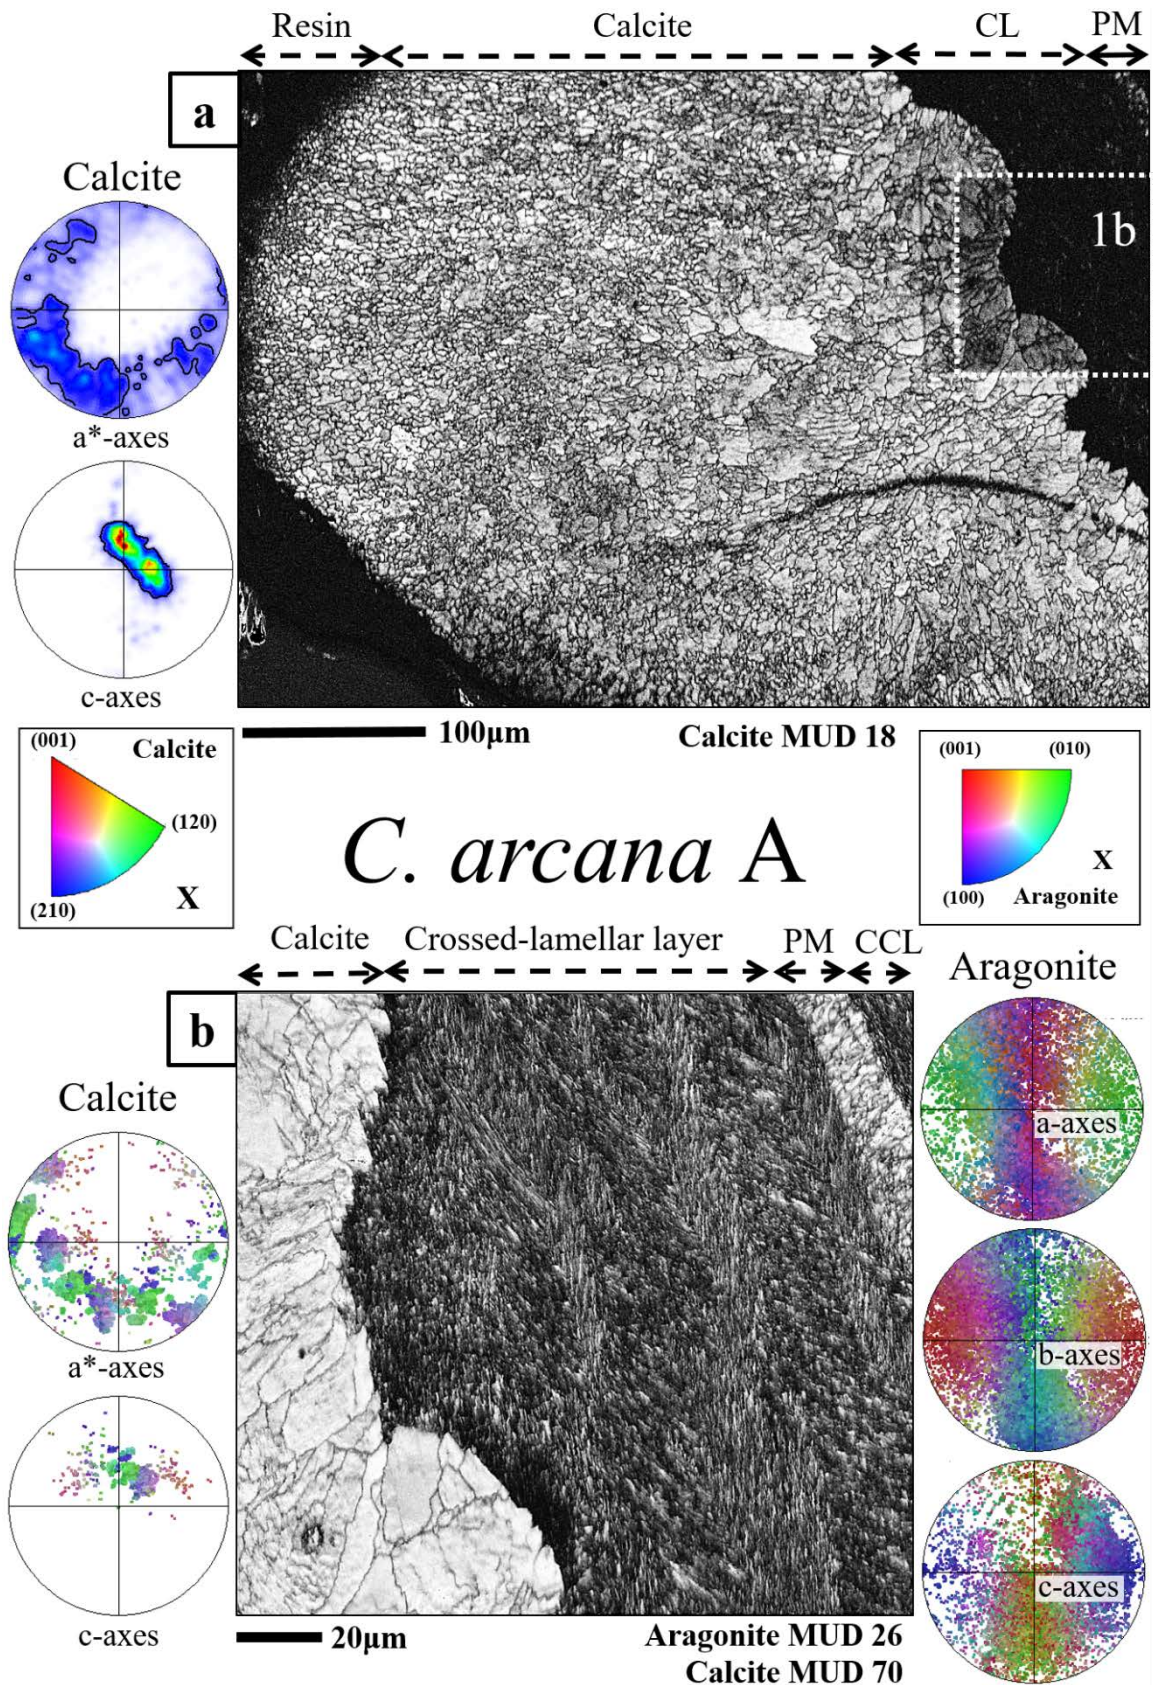 Resin Calcite CL PM
a
1b
Calcite
a*-axes
c-axes
100µm
Calcite MUD 18
(001) Calcite
(120)
(210) X
C. arcana A
(001) (010)
X
(100) Aragonite
Calcite Crossed-lamellar layer PM CCL
b
Calcite
a*-axes
c-axes
Aragonite
a-axes
b-axes
c-axes
20µm
Aragonite MUD 26
Calcite MUD 70